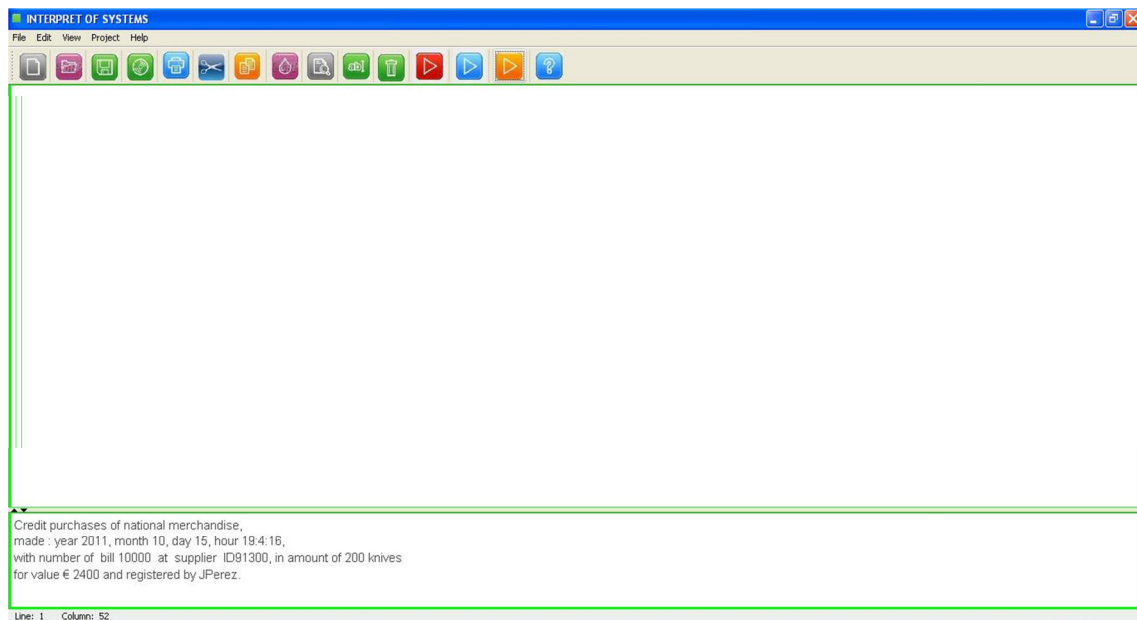 INTERPRET OF SYSTEMS
File Edit View Project Help
ab
Credit purchases of national merchandise,
made : year 2011, month 10, day 15, hour 19:4:16,
with number of bill 10000 at supplier ID91300, in amount of 200 knives
for value € 2400 and registered by JPerez.
Line: 1 Column: 52